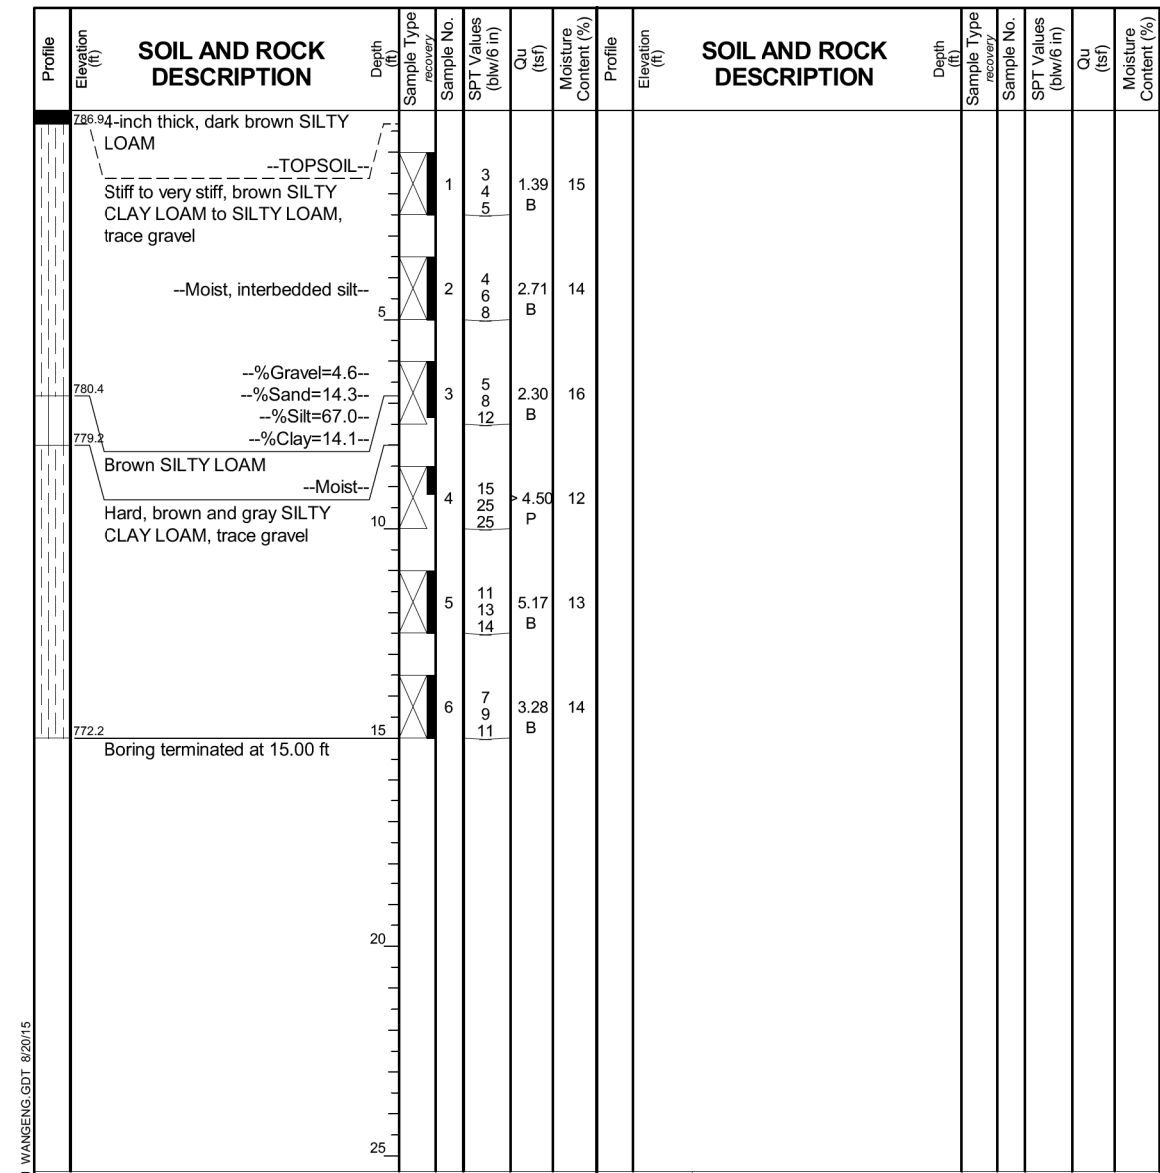 Profile
Elevation
(ft)
SOIL AND ROCK
DESCRIPTION
Depth
(ft)
Sample Type
recovery
Sample No.
SPT Values
(blw/6 in)
Qu
(tsf)
Moisture
Content (%)
Profile
Elevation
(ft)
SOIL AND ROCK
DESCRIPTION
Depth
(ft)
Sample Type
recovery
Sample No.
SPT Values
(blw/6 in)
Qu
(tsf)
Moisture
Content (%)
786.9
4-inch thick, dark brown SILTY
LOAM
--TOPSOIL--
Stiff to very stiff, brown SILTY
CLAY LOAM to SILTY LOAM,
trace gravel
1
3
4
5
1.39
B
15
--Moist, interbedded silt--
5
2
4
6
8
2.71
B
14
--%Gravel=4.6--
780.4
--%Sand=14.3--
--%Silt=67.0--
--%Clay=14.1--
3
5
8
12
2.30
B
16
779.2
Brown SILTY LOAM
--Moist--
Hard, brown and gray SILTY
CLAY LOAM, trace gravel
10
4
15
25
25
> 4.50
P
12
5
11
13
14
5.17
B
13
6
7
9
11
3.28
B
14
772.2
15
Boring terminated at 15.00 ft
20
25
WANGENG.GDT 8/20/15